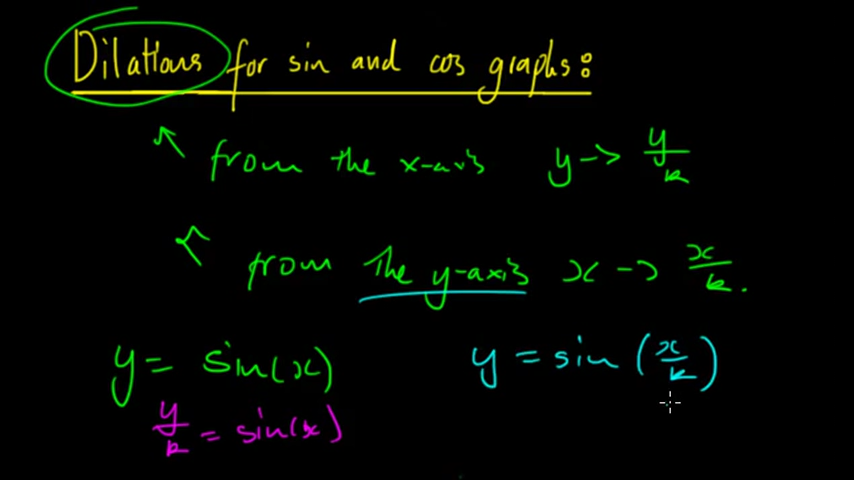 Dilations for sin and cos graphs:
from the x-axis y -> y/k
from the y-axis x -> x/k.
y = sin(x) y = sin(x/k)
y/k = sin(x)